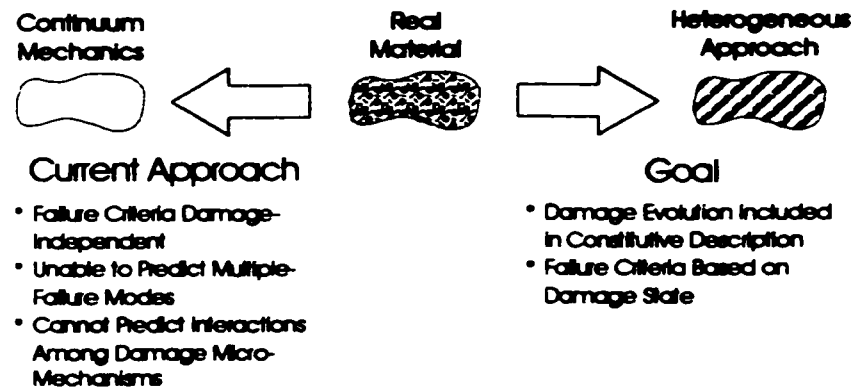 Continuum
Mechanics
Real
Material
Heterogeneous
Approach
Current Approach
• Failure Criteria Damage-
Independent
• Unable to Predict Multiple-
Failure Modes
• Cannot Predict Interactions
Among Damage Micro-
Mechanisms
Goal
• Damage Evolution Included
in Constitutive Description
• Failure Criteria Based on
Damage State